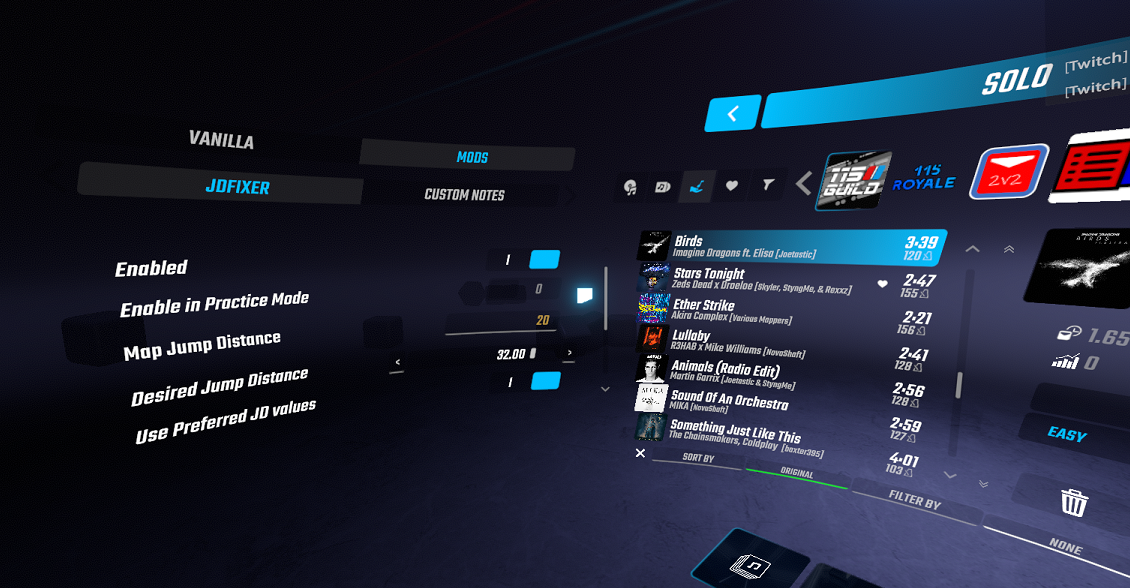 VANILLA
MODS
JDFIXER
CUSTOM NOTES
Enabled
I
Enable in Practice Mode
0
Map Jump Distance
20
Desired Jump Distance
< 32.00 >
Use Preferred JD values
I
SOLO
[Twitch]
[Twitch]
115
GUILD
115
ROYALE
2v2
Birds
Imagine Dragons ft. Elisa [Joetastic]
3:39
120
Stars Tonight
Zeds Dead x Draeloe [Skyler, StyngMe, & Rexxz]
2:47
155
Ether Strike
Akira Complex [Various Mappers]
2:21
156
Lullaby
R3HAB x Mike Williams [NovaShaft]
2:41
128
Animals (Radio Edit)
Martin Garrix [Joetastic & StyngMe]
2:56
128
Sound Of An Orchestra
MIKA [NovaShaft]
2:59
127
Something Just Like This
The Chainsmokers, Coldplay [baxter395]
4:01
103
SORT BY
ORIGINAL
FILTER BY
NONE
BIRDS
1.65
0
EASY